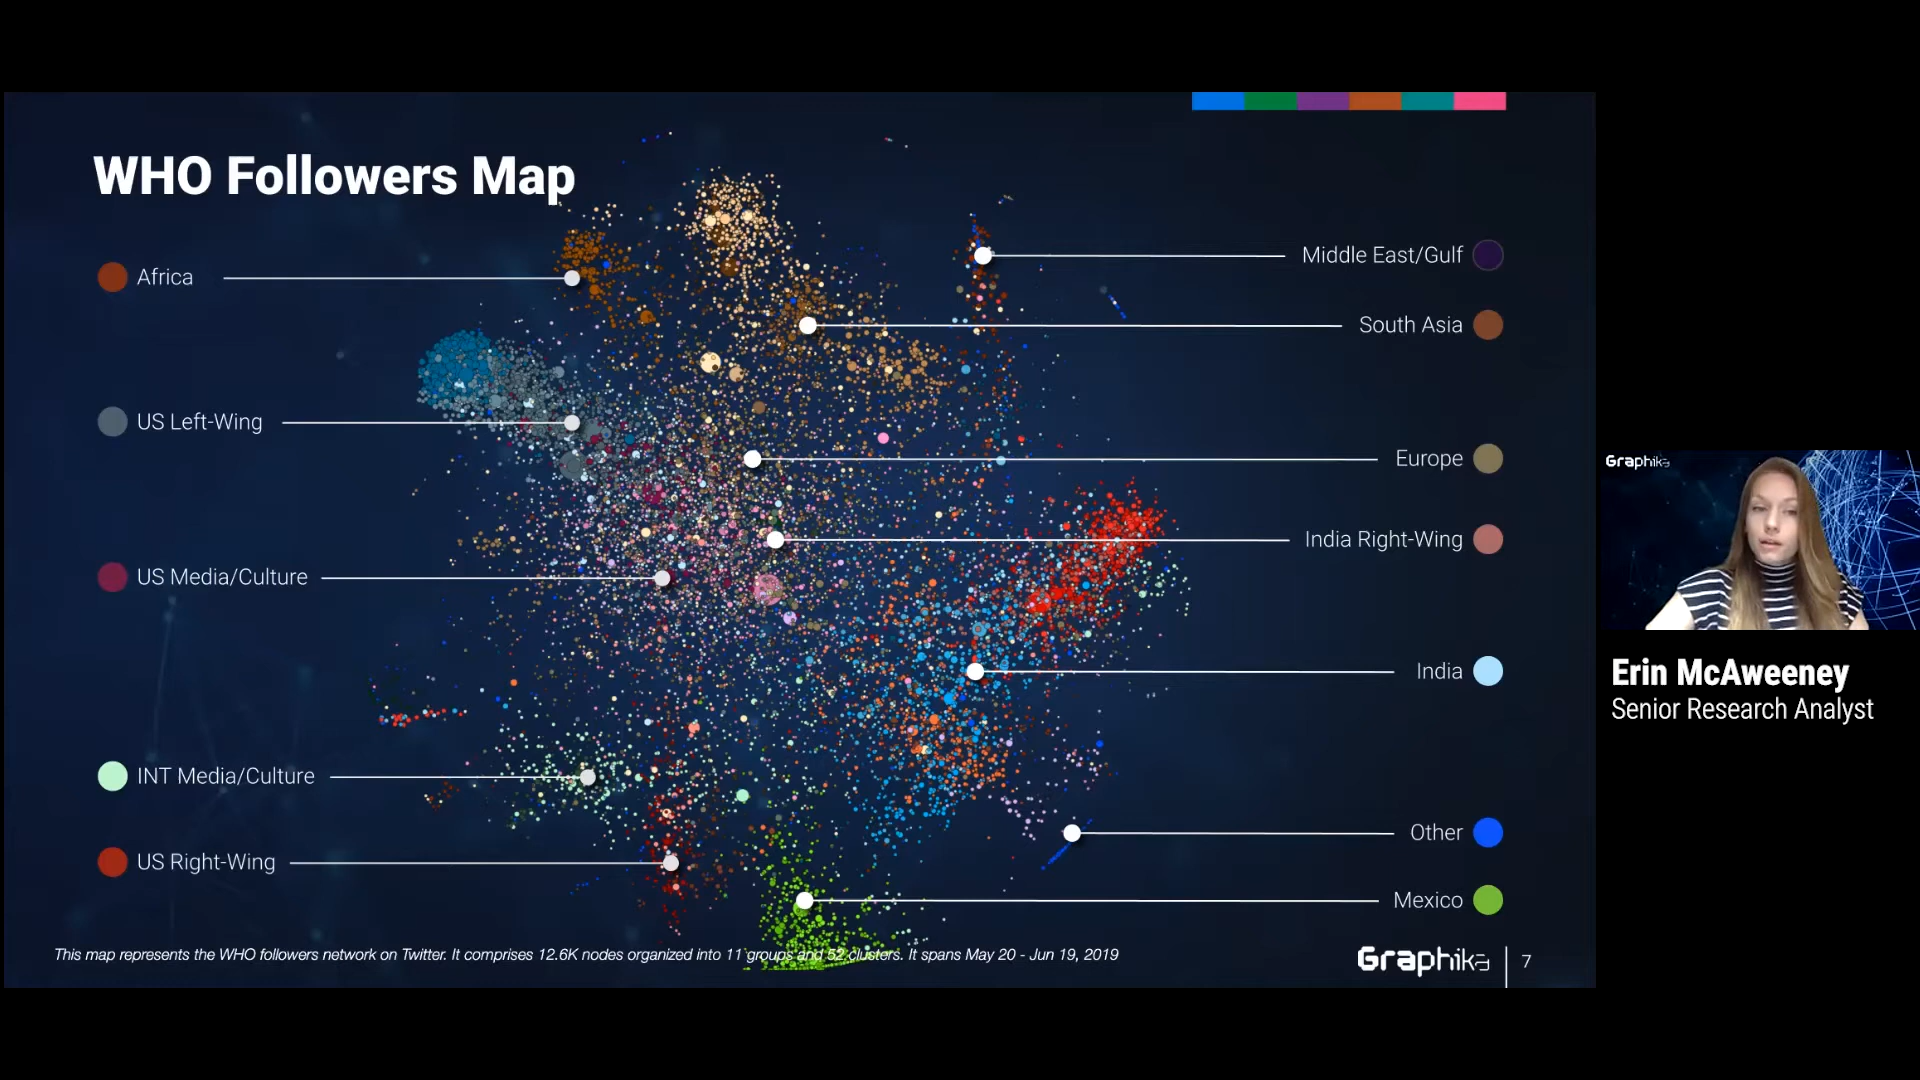 WHO Followers Map
Africa
US Left-Wing
US Media/Culture
INT Media/Culture
US Right-Wing
Middle East/Gulf
South Asia
Europe
India Right-Wing
India
Other
Mexico
This map represents the WHO followers network on Twitter. It comprises 12.6K nodes organized into 11 groups and 52 clusters. It spans May 20 - Jun 19, 2019
Graphika
7
Graphika
Erin McAweeney
Senior Research Analyst